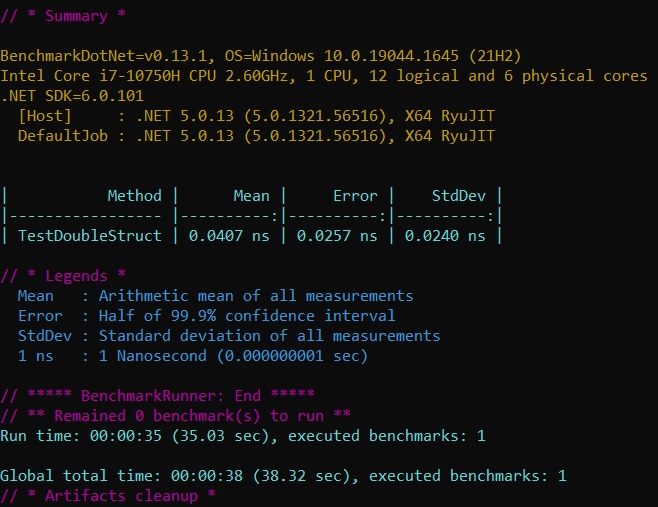 // * Summary *
BenchmarkDotNet=v0.13.1, OS=Windows 10.0.19044.1645 (21H2)
Intel Core i7-10750H CPU 2.60GHz, 1 CPU, 12 logical and 6 physical cores
.NET SDK=6.0.101
  [Host]     : .NET 5.0.13 (5.0.1321.56516), X64 RyuJIT
  DefaultJob : .NET 5.0.13 (5.0.1321.56516), X64 RyuJIT
|           Method |      Mean |     Error |    StdDev |
|----------------- |----------:|----------:|----------:|
| TestDoubleStruct | 0.0407 ns | 0.0257 ns | 0.0240 ns |
// * Legends *
  Mean   : Arithmetic mean of all measurements
  Error  : Half of 99.9% confidence interval
  StdDev : Standard deviation of all measurements
  1 ns   : 1 Nanosecond (0.000000001 sec)
// ***** BenchmarkRunner: End *****
// ** Remained 0 benchmark(s) to run **
Run time: 00:00:35 (35.03 sec), executed benchmarks: 1
Global total time: 00:00:38 (38.32 sec), executed benchmarks: 1
// * Artifacts cleanup *